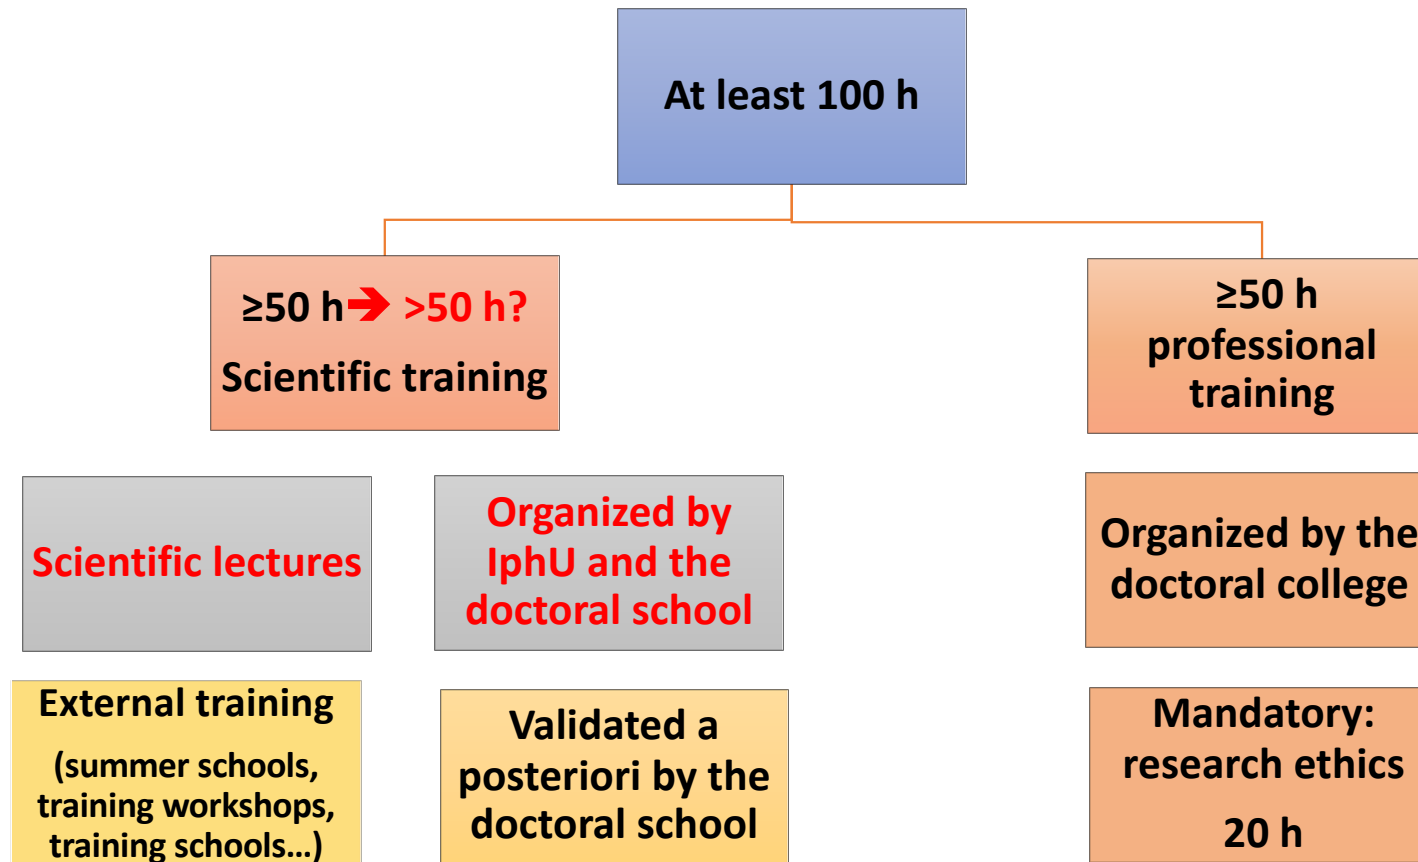 At least 100 h
≥50 h➔ >50 h?
Scientific training
≥50 h
professional
training
Scientific lectures
Organized by
IphU and the
doctoral school
Organized by the
doctoral college
External training
(summer schools,
training workshops,
training schools…)
Validated a
posteriori by the
doctoral school
Mandatory:
research ethics
20 h